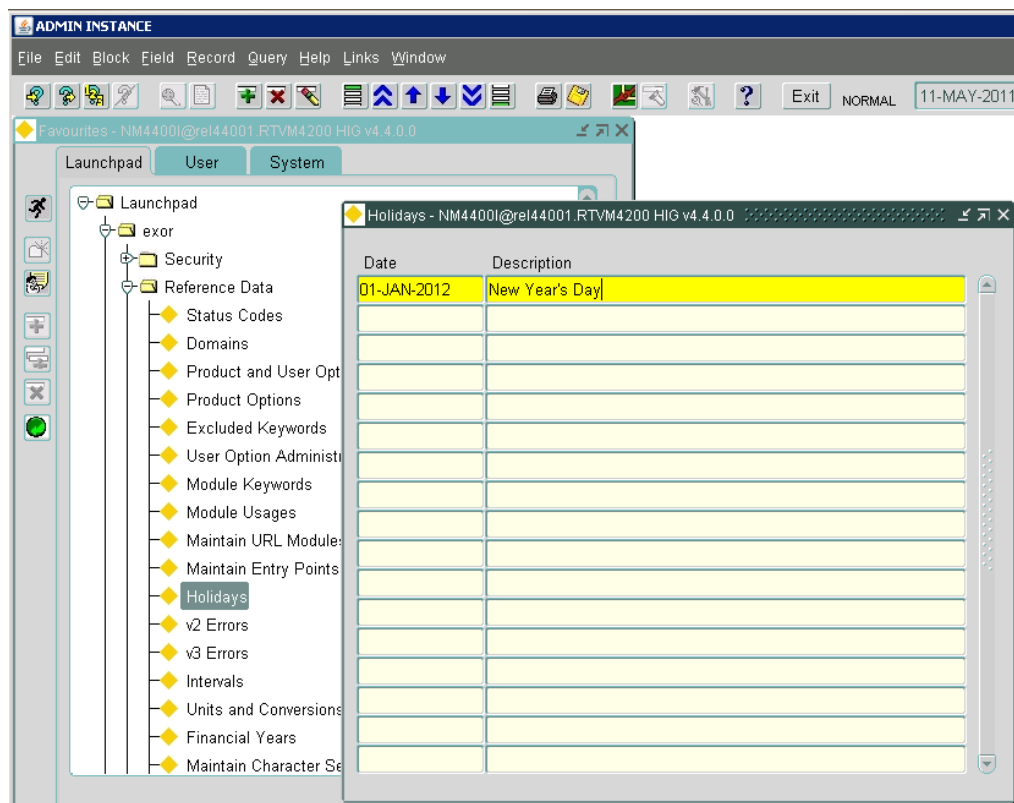 ADMIN INSTANCE
File Edit Block Field Record Query Help Links Window
Exit NORMAL 11-MAY-2011
Favourites - NM4400I@rel44001.RTVM4200 HIG v4.4.0.0
Launchpad User System
Launchpad
exor
Security
Reference Data
Status Codes
Domains
Product and User Opt
Product Options
Excluded Keywords
User Option Administr
Module Keywords
Module Usages
Maintain URL Modules
Maintain Entry Points
Holidays
v2 Errors
v3 Errors
Intervals
Units and Conversions
Financial Years
Maintain Character Se
Holidays - NM4400I@rel44001.RTVM4200 HIG v4.4.0.0
Date Description
01-JAN-2012 New Year's Day